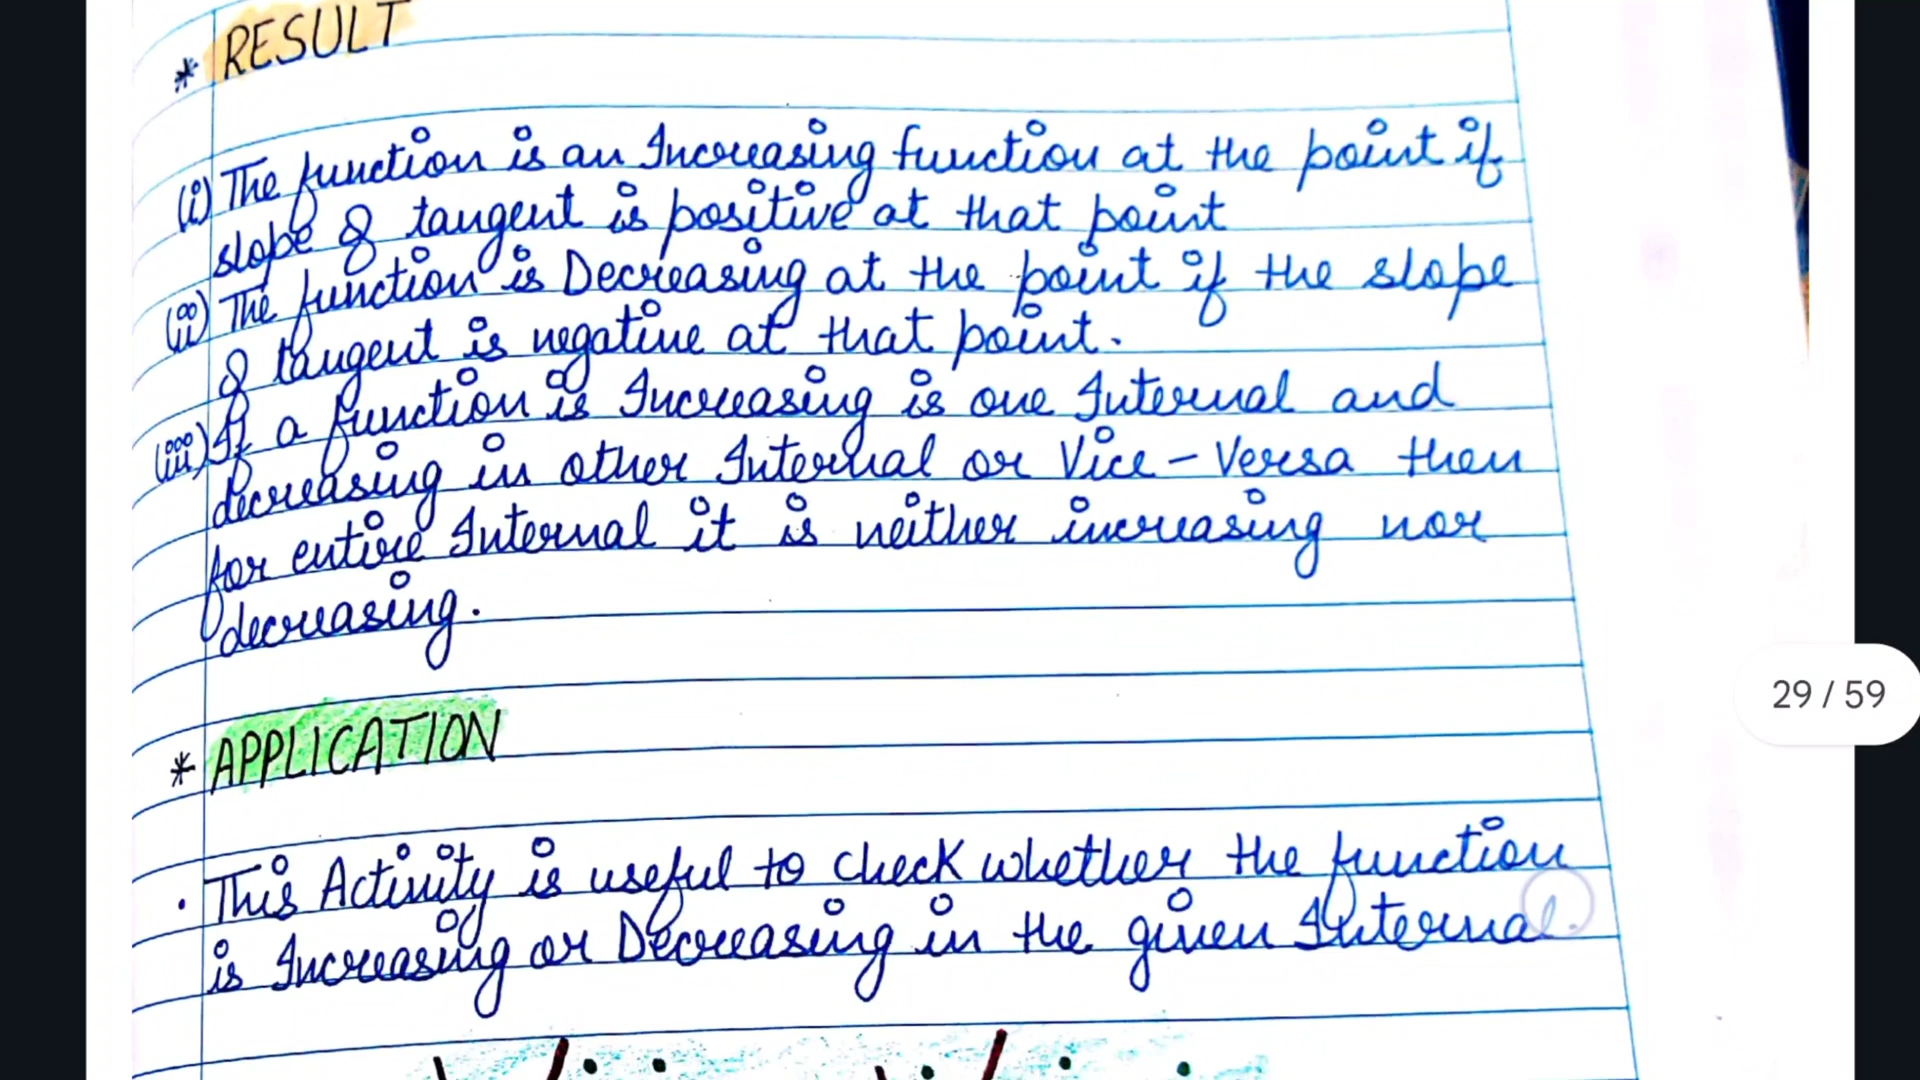 * RESULT
(i) The function is an Increasing function at the point if
slope of tangent is positive at that point
(ii) The function is Decreasing at the point if the slope
of tangent is negative at that point.
(iii) If a function is Increasing is one Interval and
decreasing in other Interval or Vice-Versa then
for entire Interval it is neither increasing nor
decreasing.
29 / 59
* APPLICATION
. This Activity is useful to check whether the function
is Increasing or Decreasing in the given Interval.